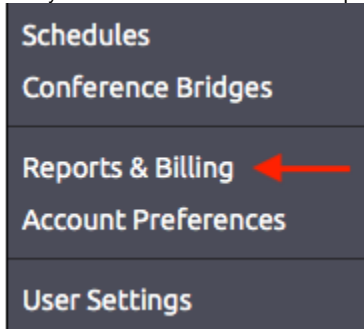 Schedules
Conference Bridges
Reports & Billing
Account Preferences
User Settings